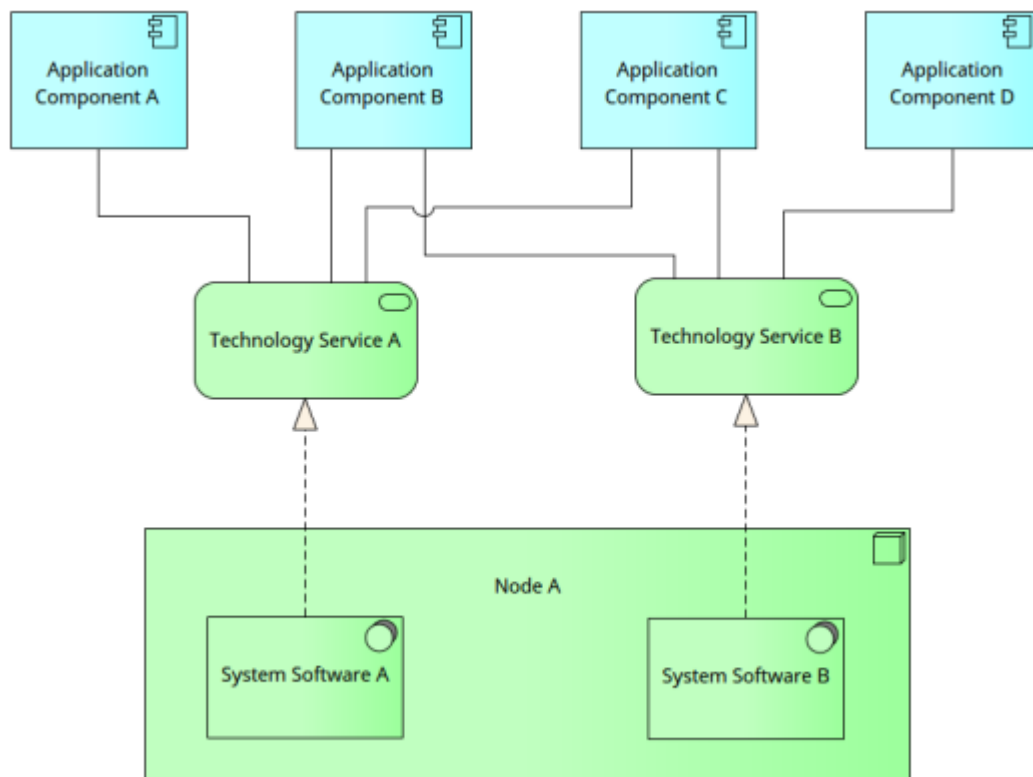 Application
Component A
Application
Component B
Application
Component C
Application
Component D
Technology Service A
Technology Service B
Node A
System Software A
System Software B